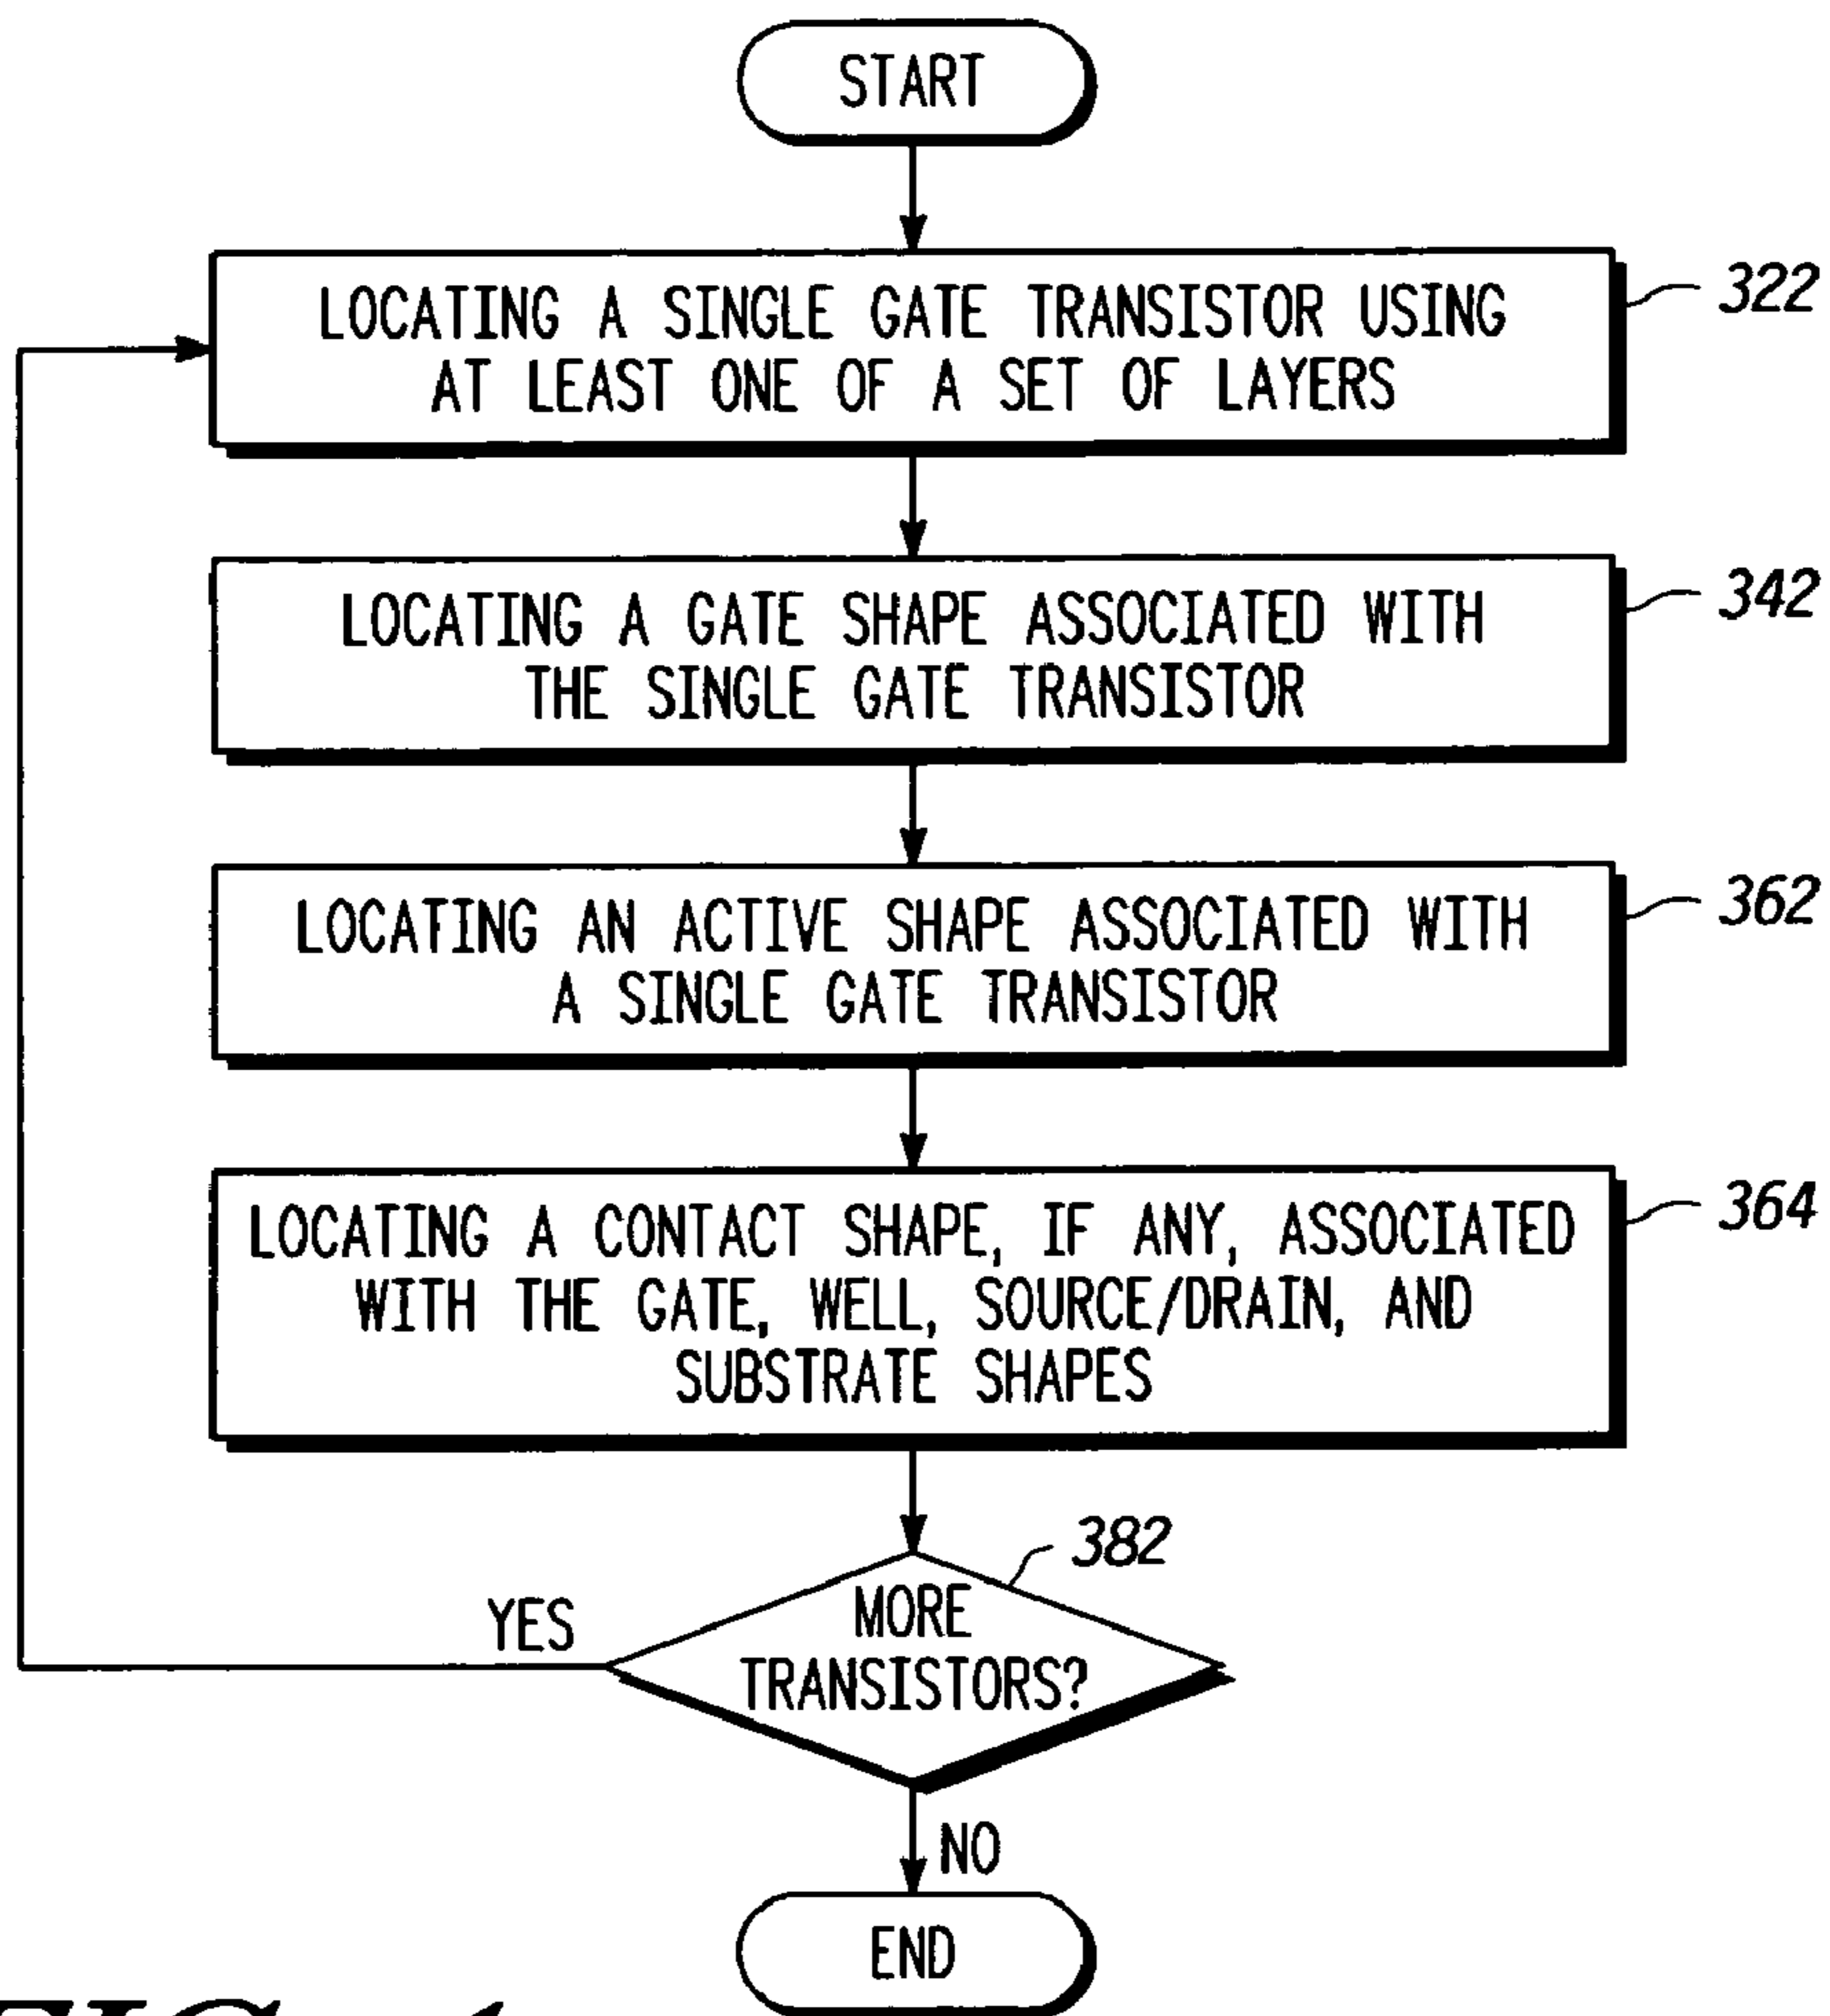 START
LOCATING A SINGLE GATE TRANSISTOR USING
AT LEAST ONE OF A SET OF LAYERS
322
LOCATING A GATE SHAPE ASSOCIATED WITH
THE SINGLE GATE TRANSISTOR
342
LOCATING AN ACTIVE SHAPE ASSOCIATED WITH
A SINGLE GATE TRANSISTOR
362
LOCATING A CONTACT SHAPE, IF ANY, ASSOCIATED
WITH THE GATE, WELL, SOURCE/DRAIN, AND
SUBSTRATE SHAPES
364
382
MORE
TRANSISTORS?
YES
NO
END